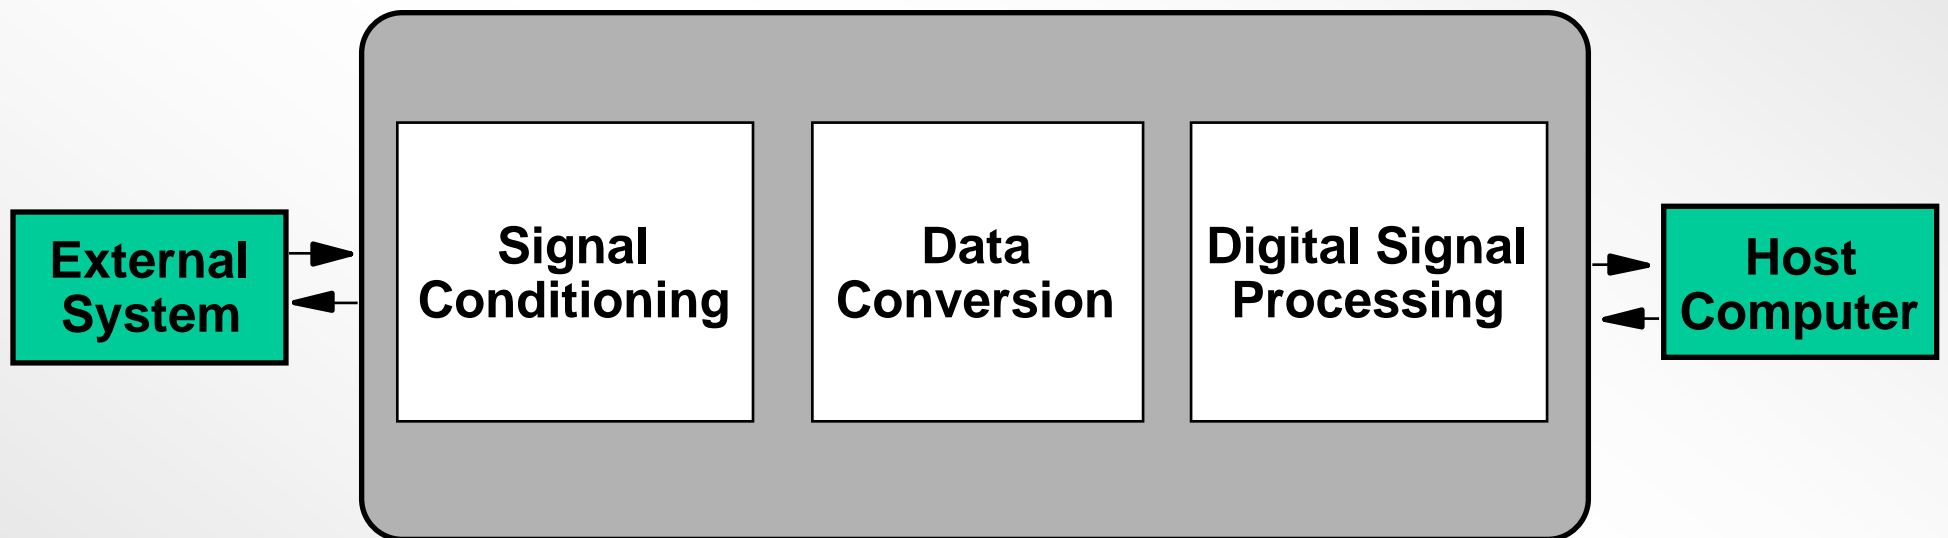 External
System
Signal
Conditioning
Data
Conversion
Digital Signal
Processing
Host
Computer